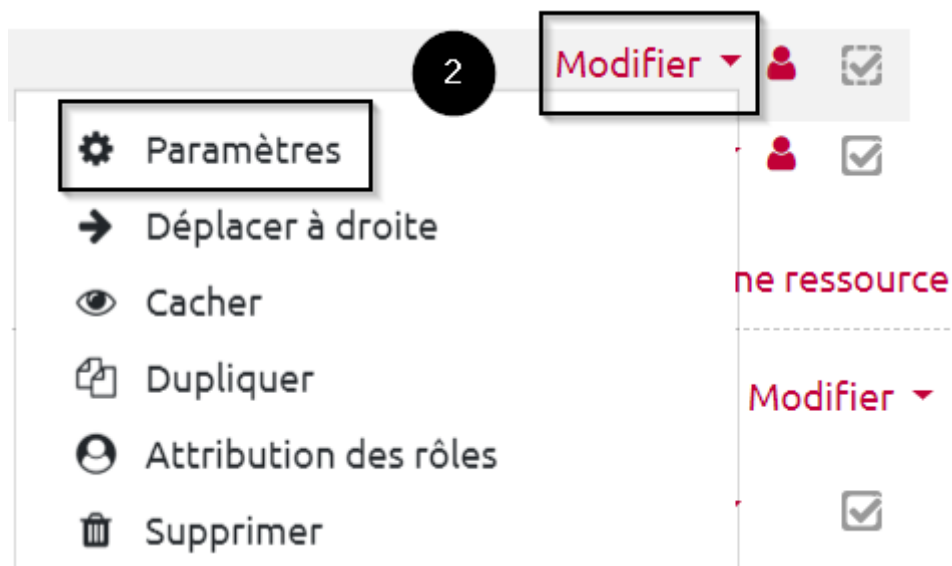 2 Modifier
Paramètres
Déplacer à droite
Cacher
ne ressource
Dupliquer
Modifier
Attribution des rôles
Supprimer